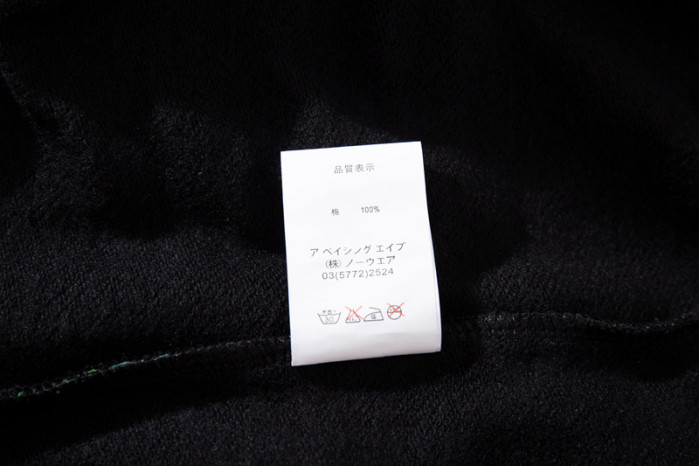 品質表示
綿 100%
ア ベイシング エイプ
(株) ノーウエア
03(5772)2524